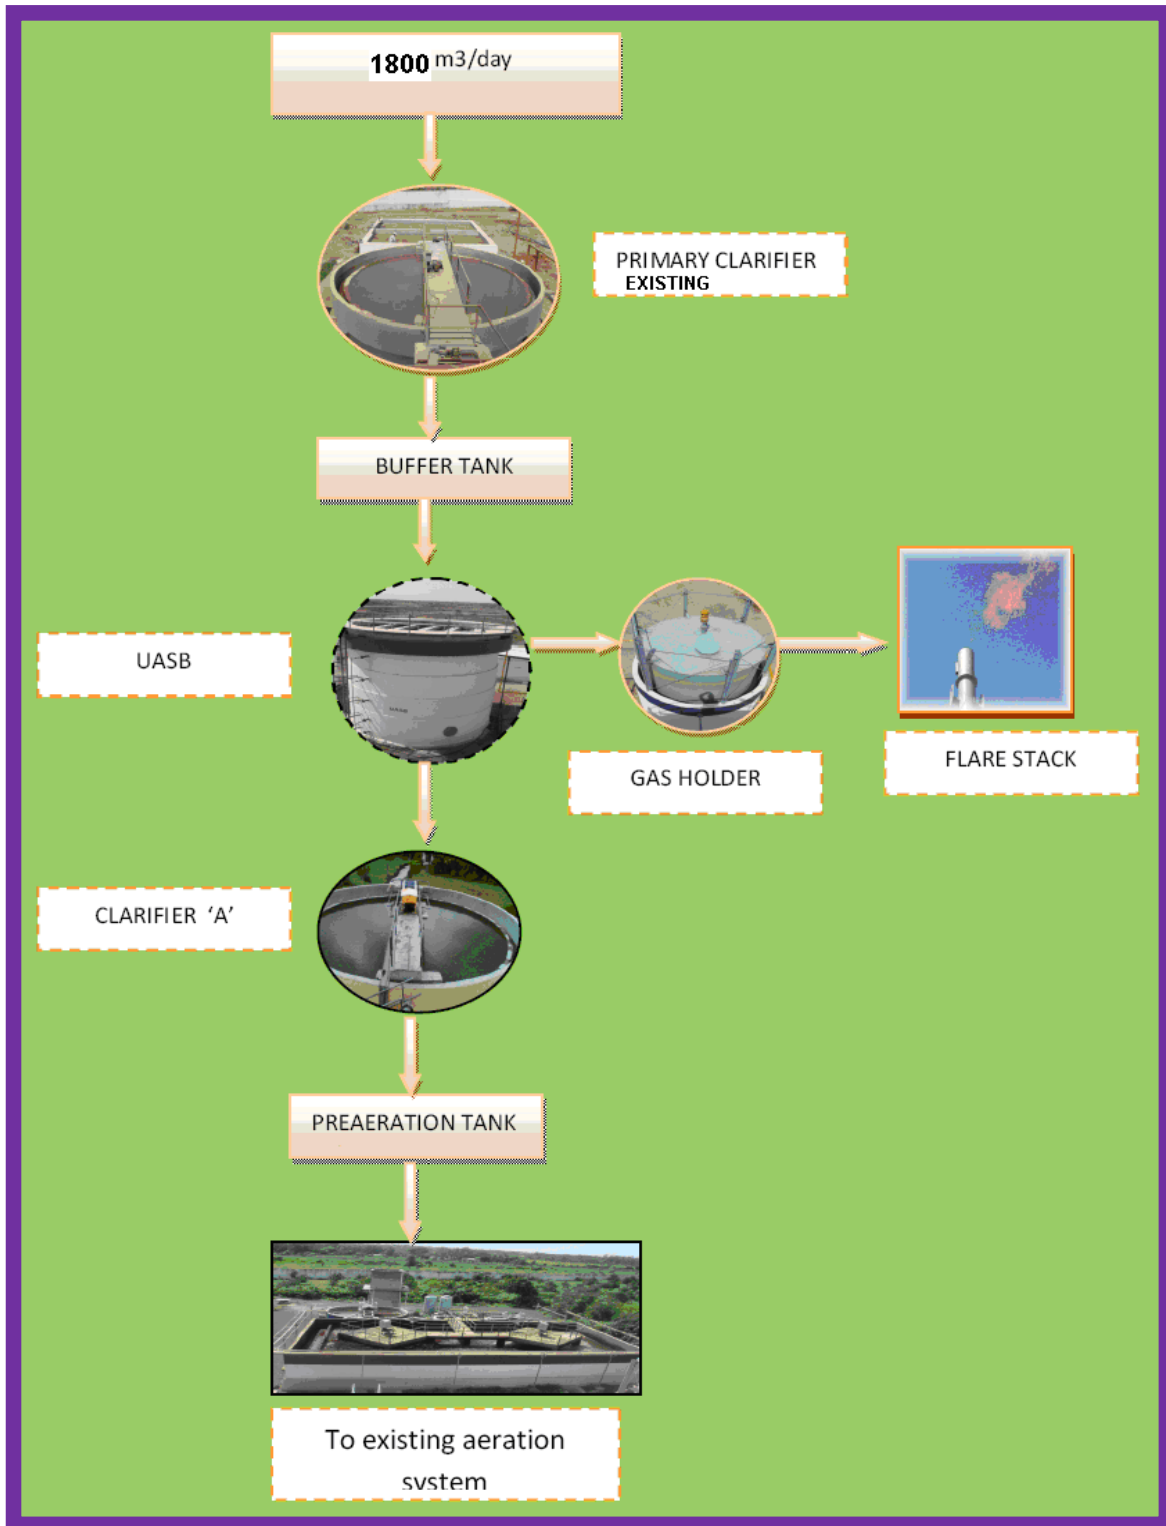 1800 m3/day
PRIMARY CLARIFIER
EXISTING
BUFFER TANK
UASB
GAS HOLDER
FLARE STACK
CLARIFIER ‘A’
PREAERATION TANK
To existing aeration
system